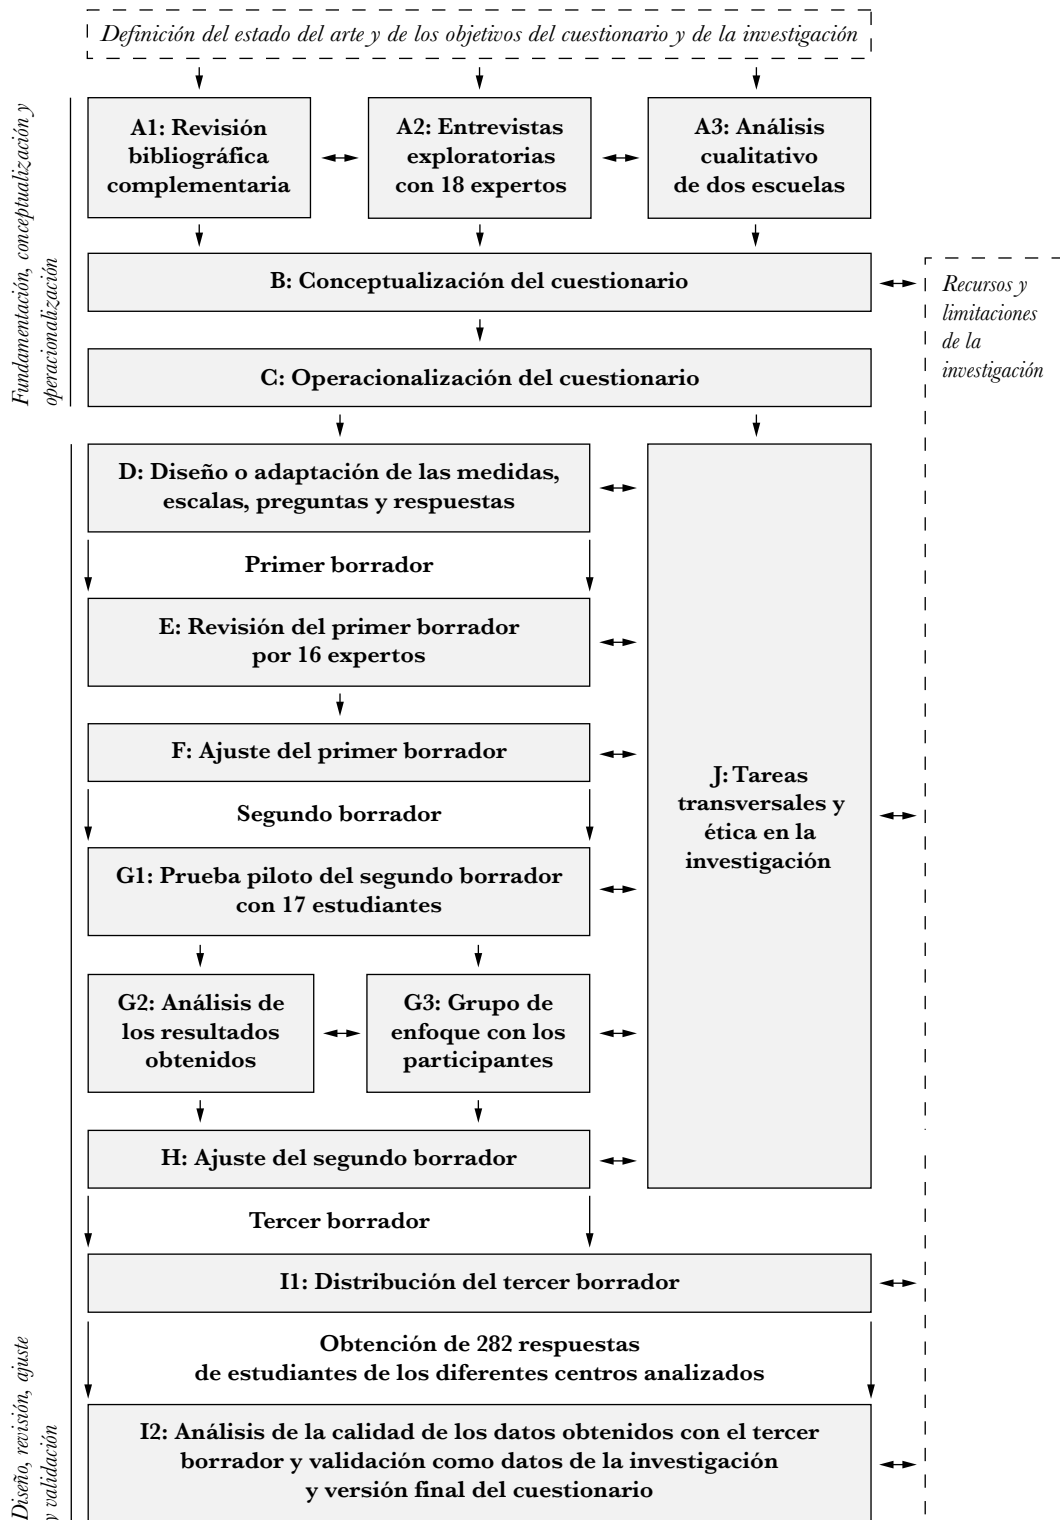 Definición del estado del arte y de los objetivos del cuestionario y de la investigación
Fundamentación, conceptualización y
operacionalización
A1: Revisión
bibliográfica
complementaria
A2: Entrevistas
exploratorias
con 18 expertos
A3: Análisis
cualitativo
de dos escuelas
B: Conceptualización del cuestionario
Recursos y
limitaciones
de la
investigación
C: Operacionalización del cuestionario
D: Diseño o adaptación de las medidas,
escalas, preguntas y respuestas
Primer borrador
E: Revisión del primer borrador
por 16 expertos
F: Ajuste del primer borrador
J: Tareas
transversales y
ética en la
investigación
Segundo borrador
G1: Prueba piloto del segundo borrador
con 17 estudiantes
G2: Análisis de
los resultados
obtenidos
G3: Grupo de
enfoque con los
participantes
H: Ajuste del segundo borrador
Tercer borrador
I1: Distribución del tercer borrador
Obtención de 282 respuestas
de estudiantes de los diferentes centros analizados
Diseño, revisión, ajuste
y validación
I2: Análisis de la calidad de los datos obtenidos con el tercer
borrador y validación como datos de la investigación
y versión final del cuestionario